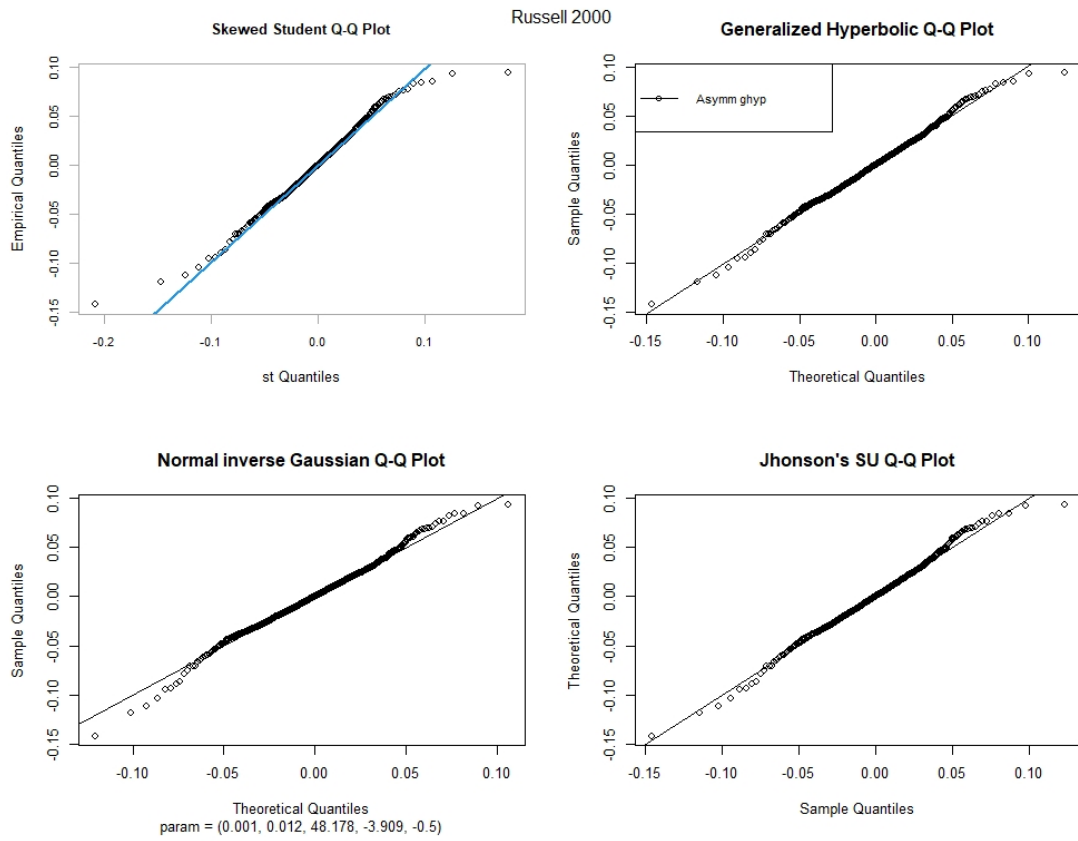 Russell 2000
Skewed Student Q-Q Plot
Empirical Quantiles
0.10
0.05
0.00
-0.05
-0.10
-0.15
-0.2 -0.1 0.0 0.1
st Quantiles
Generalized Hyperbolic Q-Q Plot
Asymm ghyp
Sample Quantiles
0.10
0.05
0.00
-0.05
-0.10
-0.15
-0.15 -0.10 -0.05 0.00 0.05 0.10
Theoretical Quantiles
Normal inverse Gaussian Q-Q Plot
Sample Quantiles
0.10
0.05
0.00
-0.05
-0.10
-0.15
-0.10 -0.05 0.00 0.05 0.10
Theoretical Quantiles
param = (0.001, 0.012, 48.178, -3.909, -0.5)
Jhonson's SU Q-Q Plot
Theoretical Quantiles
0.10
0.05
0.00
-0.05
-0.10
-0.15
-0.15 -0.10 -0.05 0.00 0.05 0.10
Sample Quantiles